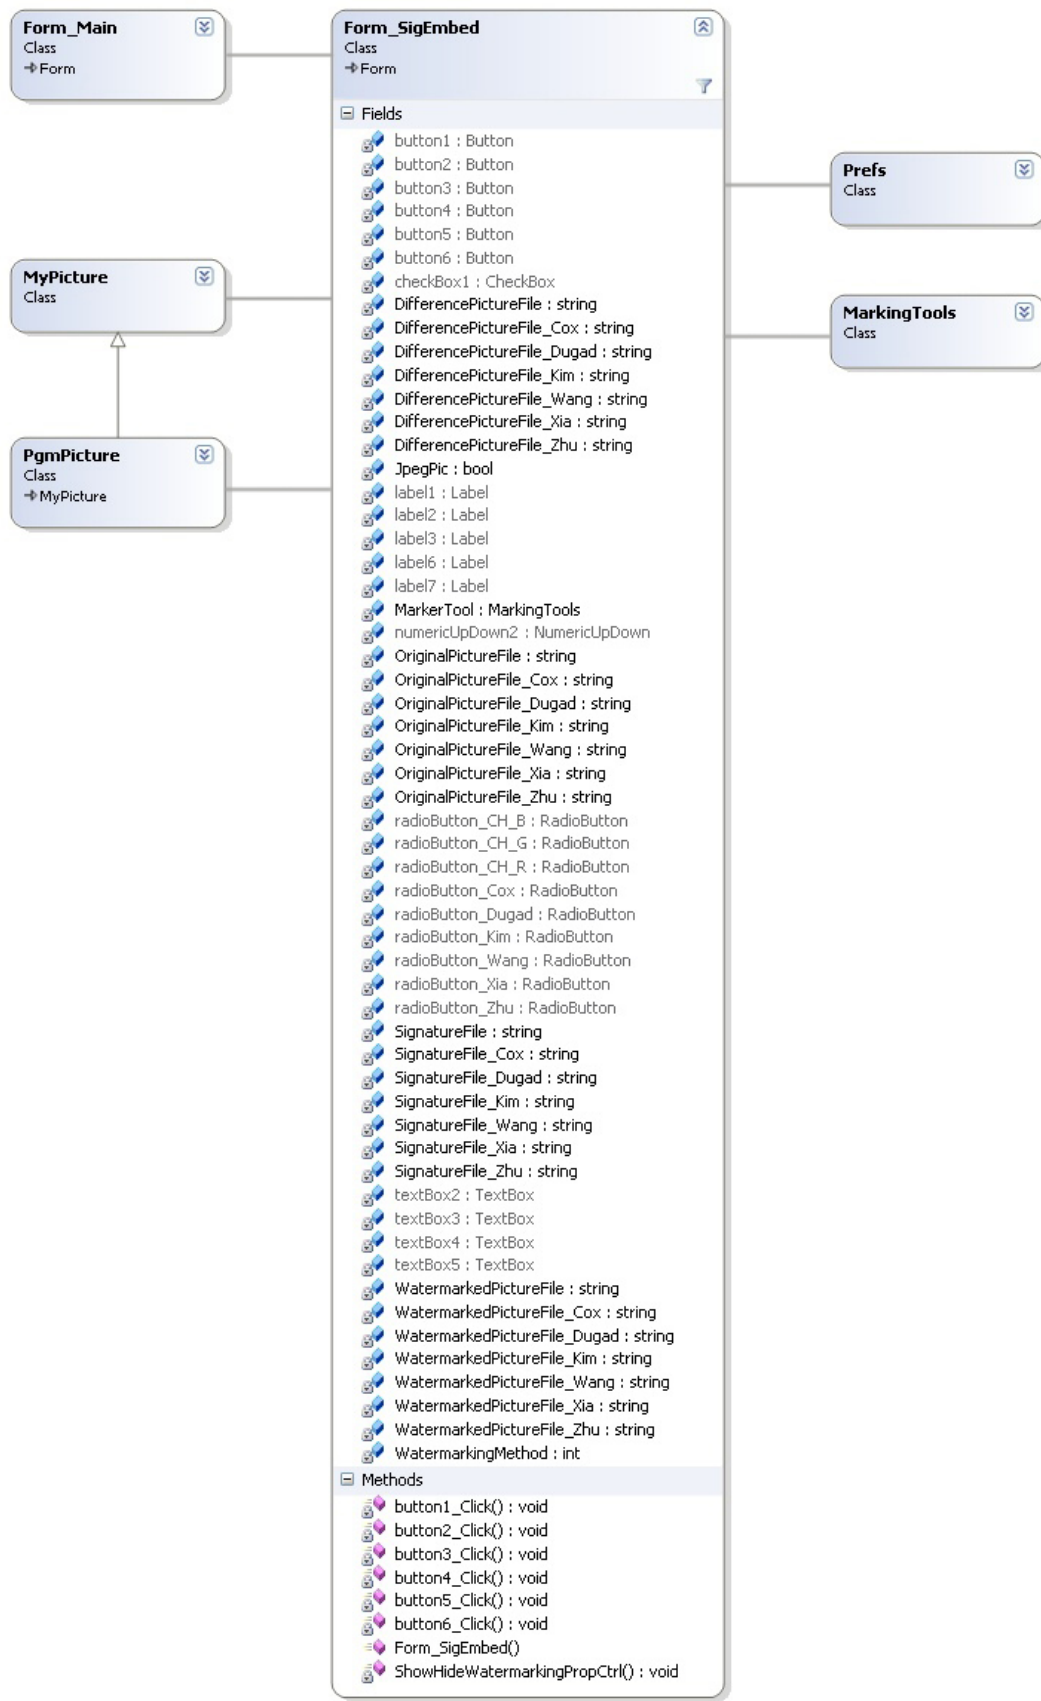 Form_Main
Class
Form
Form_SigEmbed
Class
Form
Fields
button1 : Button
button2 : Button
button3 : Button
button4 : Button
button5 : Button
button6 : Button
checkBox1 : CheckBox
DifferencePictureFile : string
DifferencePictureFile_Cox : string
DifferencePictureFile_Dugad : string
DifferencePictureFile_Kim : string
DifferencePictureFile_Wang : string
DifferencePictureFile_Xia : string
DifferencePictureFile_Zhu : string
JpegPic : bool
label1 : Label
label2 : Label
label3 : Label
label6 : Label
label7 : Label
MarkerTool : MarkingTools
numericUpDown2 : NumericUpDown
OriginalPictureFile : string
OriginalPictureFile_Cox : string
OriginalPictureFile_Dugad : string
OriginalPictureFile_Kim : string
OriginalPictureFile_Wang : string
OriginalPictureFile_Xia : string
OriginalPictureFile_Zhu : string
radioButton_CH_B : RadioButton
radioButton_CH_G : RadioButton
radioButton_CH_R : RadioButton
radioButton_Cox : RadioButton
radioButton_Dugad : RadioButton
radioButton_Kim : RadioButton
radioButton_Wang : RadioButton
radioButton_Xia : RadioButton
radioButton_Zhu : RadioButton
SignatureFile : string
SignatureFile_Cox : string
SignatureFile_Dugad : string
SignatureFile_Kim : string
SignatureFile_Wang : string
SignatureFile_Xia : string
SignatureFile_Zhu : string
textBox2 : TextBox
textBox3 : TextBox
textBox4 : TextBox
textBox5 : TextBox
WatermarkedPictureFile : string
WatermarkedPictureFile_Cox : string
WatermarkedPictureFile_Dugad : string
WatermarkedPictureFile_Kim : string
WatermarkedPictureFile_Wang : string
WatermarkedPictureFile_Xia : string
WatermarkedPictureFile_Zhu : string
WatermarkingMethod : int
Methods
button1_Click() : void
button2_Click() : void
button3_Click() : void
button4_Click() : void
button5_Click() : void
button6_Click() : void
Form_SigEmbed()
ShowHideWatermarkingPropCtrl() : void
MyPicture
Class
PgmPicture
Class
MyPicture
Prefs
Class
MarkingTools
Class